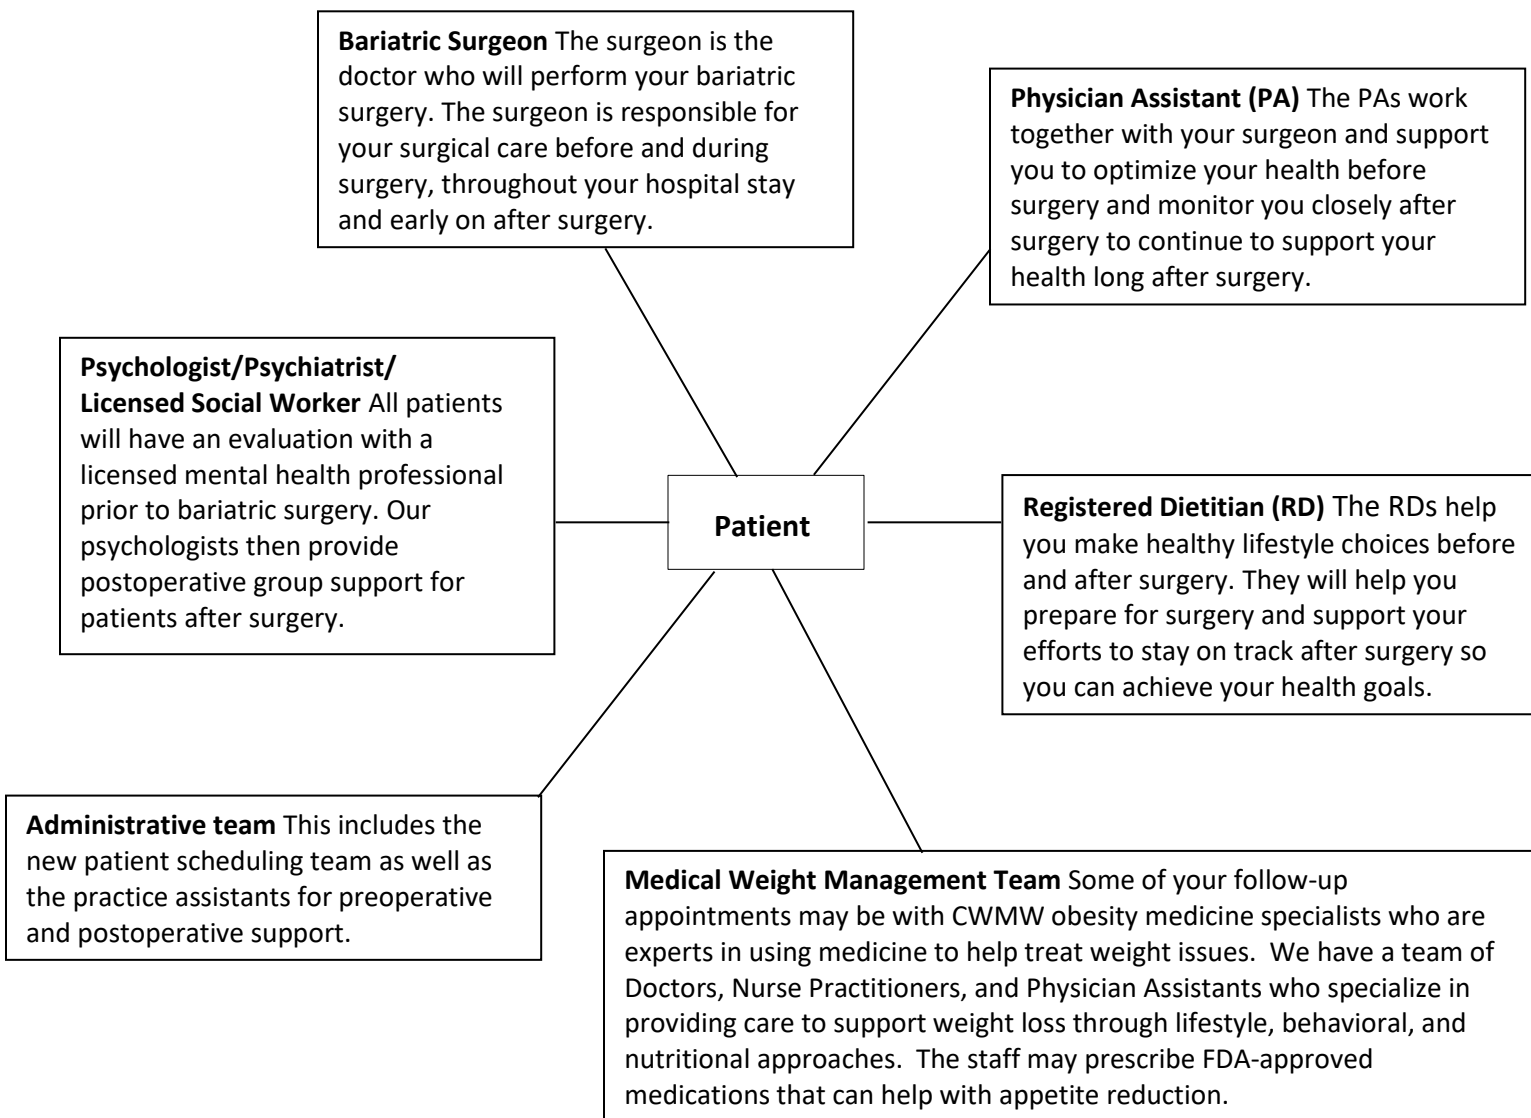 Bariatric Surgeon The surgeon is the
doctor who will perform your bariatric
surgery. The surgeon is responsible for
your surgical care before and during
surgery, throughout your hospital stay
and early on after surgery.
Physician Assistant (PA) The PAs work
together with your surgeon and support
you to optimize your health before
surgery and monitor you closely after
surgery to continue to support your
health long after surgery.
Psychologist/Psychiatrist/
Licensed Social Worker All patients
will have an evaluation with a
licensed mental health professional
prior to bariatric surgery. Our
psychologists then provide
postoperative group support for
patients after surgery.
Patient
Registered Dietitian (RD) The RDs help
you make healthy lifestyle choices before
and after surgery. They will help you
prepare for surgery and support your
efforts to stay on track after surgery so
you can achieve your health goals.
Administrative team This includes the
new patient scheduling team as well as
the practice assistants for preoperative
and postoperative support.
Medical Weight Management Team Some of your follow-up
appointments may be with CWMW obesity medicine specialists who are
experts in using medicine to help treat weight issues.  We have a team of
Doctors, Nurse Practitioners, and Physician Assistants who specialize in
providing care to support weight loss through lifestyle, behavioral, and
nutritional approaches.  The staff may prescribe FDA-approved
medications that can help with appetite reduction.